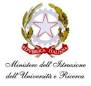 Ministero dell'Istruzione
dell'Università e Ricerca